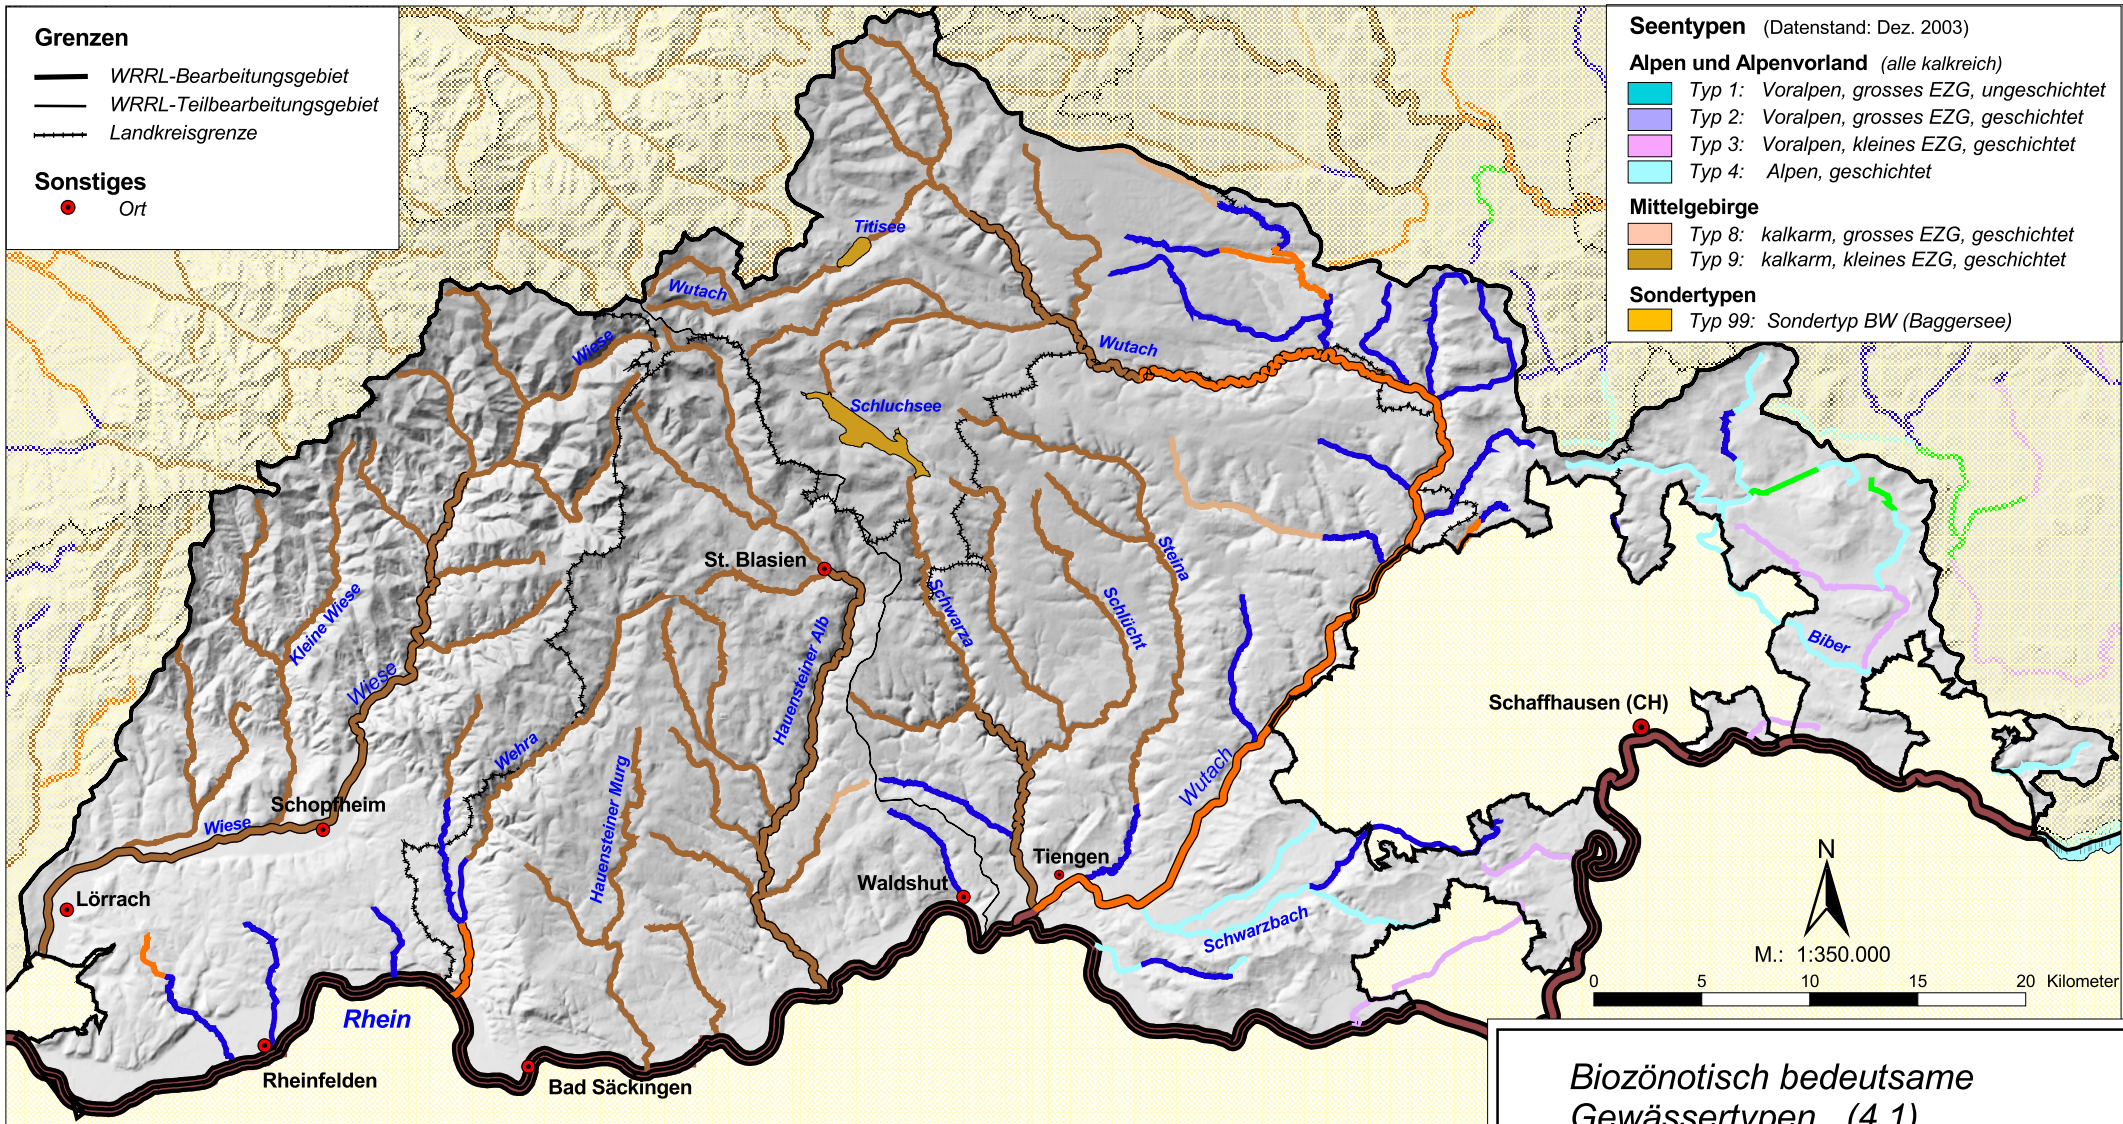 Grenzen
WRRL-Bearbeitungsgebiet
WRRL-Teilbearbeitungsgebiet
Landkreisgrenze
Sonstiges
Ort
Seentypen (Datenstand: Dez. 2003)
Alpen und Alpenvorland (alle kalkreich)
Typ 1: Voralpen, grosses EZG, ungeschichtet
Typ 2: Voralpen, grosses EZG, geschichtet
Typ 3: Voralpen, kleines EZG, geschichtet
Typ 4: Alpen, geschichtet
Mittelgebirge
Typ 8: kalkarm, grosses EZG, geschichtet
Typ 9: kalkarm, kleines EZG, geschichtet
Sondertypen
Typ 99: Sondertyp BW (Baggersee)
Titisee
Wutach
Wiese
Wutach
Schluchsee
St. Blasien
Steina
Schwarza
Schlücht
Kleine Wiese
Hauensteiner Alb
Wiese
Biber
Schaffhausen (CH)
Wehra
Wutach
Hauensteiner Murg
Schopfheim
Wiese
Tiengen
Waldshut
Lörrach
Schwarzbach
N
M.: 1:350.000
0 5 10 15 20 Kilometer
Rhein
Rheinfelden
Bad Säckingen
Biozönotisch bedeutsame
Gewässertypen (4.1)